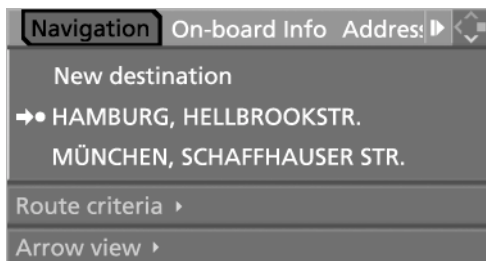 Navigation On-board Info Addres
New destination
HAMBURG, HELLBROOKSTR.
MÜNCHEN, SCHAFFHAUSER STR.
Route criteria
Arrow view